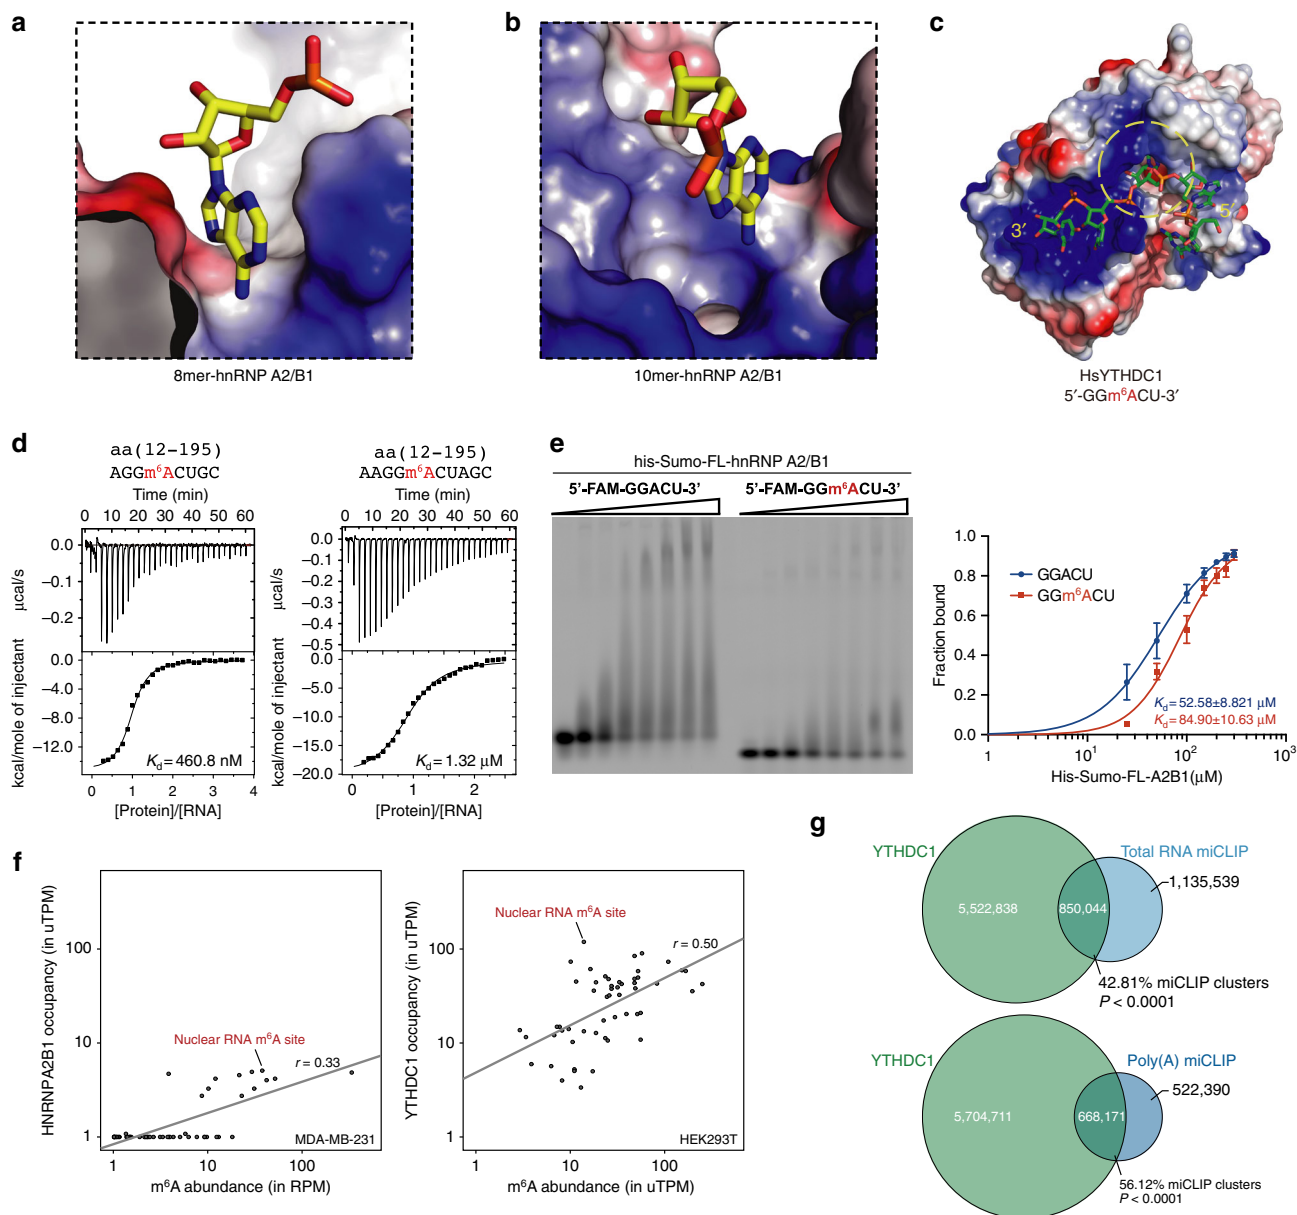 a
8mer-hnRNP A2/B1
b
10mer-hnRNP A2/B1
c
3′
5′
HsYTHDC1
5′-GGm⁶ACU-3′
d
aa(12–195)
AGGm⁶ACUGC
Time (min)
0 10 20 30 40 50 60
0.0
−0.1
−0.2
µcal/s
0.0
−4.0
−8.0
−12.0
kcal/mole of injectant
Kd = 460.8 nM
0 1 2 3 4
[Protein]/[RNA]
aa(12–195)
AAGGm⁶ACUAGC
Time (min)
0 10 20 30 40 50 60
0.0
−0.1
−0.2
−0.3
−0.4
−0.5
µcal/s
0.0
−5.0
−10.0
−15.0
−20.0
kcal/mole of injectant
Kd = 1.32 µM
0 1 2
[Protein]/[RNA]
e
his-Sumo-FL-hnRNP A2/B1
5’-FAM-GGACU-3’
5’-FAM-GGm⁶ACU-3’
Fraction bound
1.0
0.8
0.6
0.4
0.2
0.0
GGACU
GGm⁶ACU
Kd = 52.58±8.821 µM
Kd = 84.90±10.63 µM
1 10¹ 10² 10³
His-Sumo-FL-A2B1(µM)
f
HNRNPA2B1 occupancy (in uTPM)
100
10
1
Nuclear RNA m⁶A site
r = 0.33
MDA-MB-231
1 10 100
m⁶A abundance (in RPM)
YTHDC1 occupancy (in uTPM)
100
10
1
Nuclear RNA m⁶A site
r = 0.50
HEK293T
1 10 100
m⁶A abundance (in uTPM)
g
YTHDC1
Total RNA miCLIP
1,135,539
5,522,838
850,044
42.81% miCLIP clusters
P < 0.0001
YTHDC1
Poly(A) miCLIP
522,390
5,704,711
668,171
56.12% miCLIP clusters
P < 0.0001